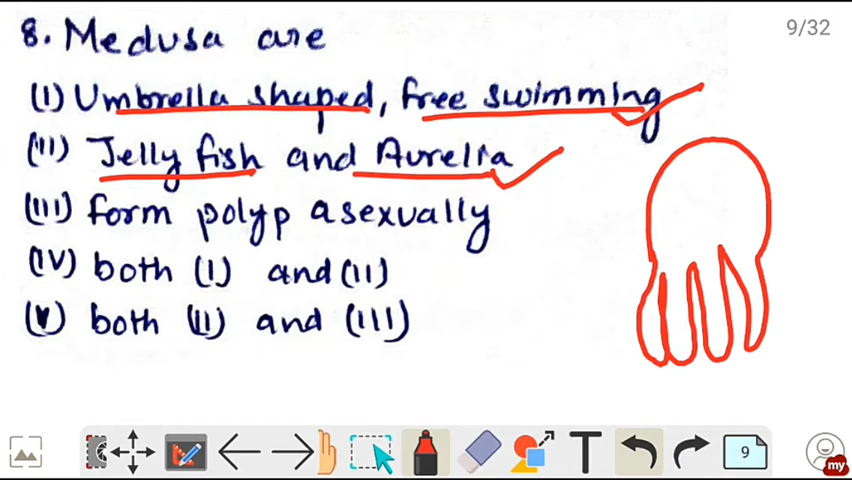 9/32
8. Medusa are
(I) Umbrella shaped, free swimming
(II) Jelly fish and Aurelia
(III) form polyp asexually
(IV) both (I) and (II)
(V) both (II) and (III)
T
9
my